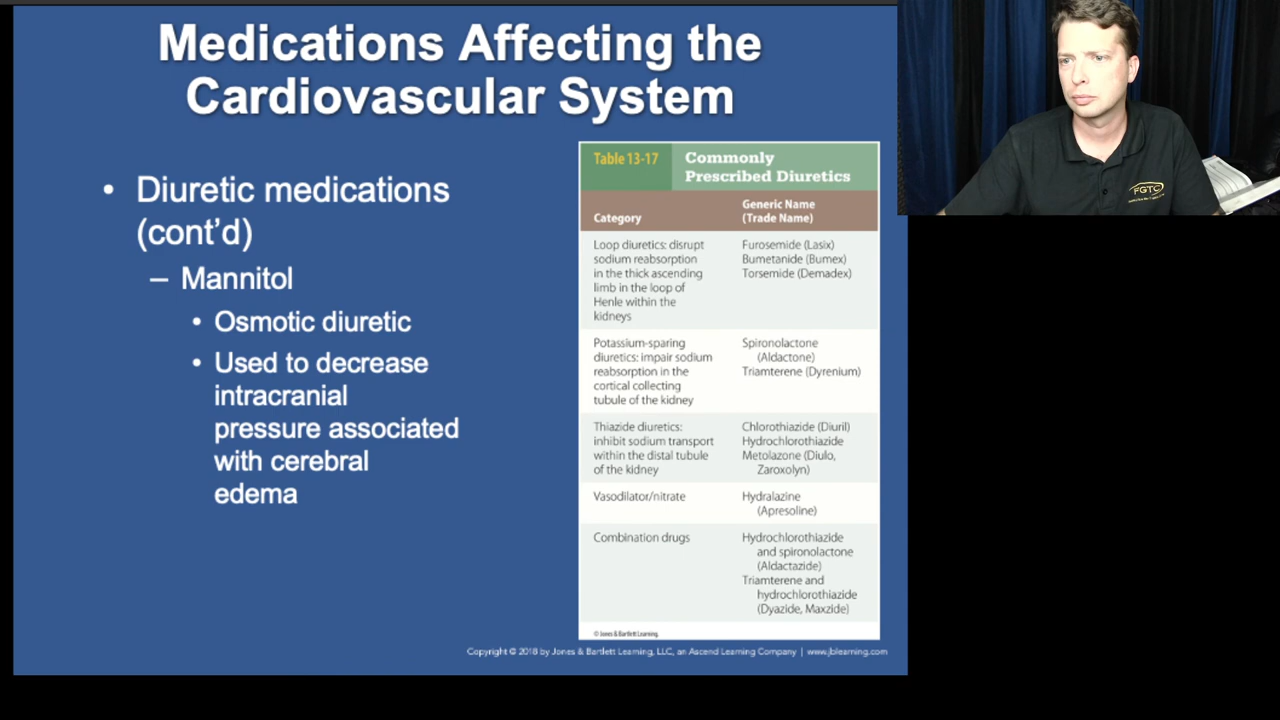 Medications Affecting the
Cardiovascular System
• Diuretic medications
(cont’d)
– Mannitol
• Osmotic diuretic
• Used to decrease
intracranial
pressure associated
with cerebral
edema
Table 13-17
Commonly
Prescribed Diuretics
Category
Generic Name
(Trade Name)
Loop diuretics: disrupt
sodium reabsorption
in the thick ascending
limb in the loop of
Henle within the
kidneys
Furosemide (Lasix)
Bumetanide (Bumex)
Torsemide (Demadex)
Potassium-sparing
diuretics: impair sodium
reabsorption in the
cortical collecting
tubule of the kidney
Spironolactone
(Aldactone)
Triamterene (Dyrenium)
Thiazide diuretics:
inhibit sodium transport
within the distal tubule
of the kidney
Chlorothiazide (Diuril)
Hydrochlorothiazide
Metolazone (Diulo,
Zaroxolyn)
Vasodilator/nitrate
Hydralazine
(Apresoline)
Combination drugs
Hydrochlorothiazide
and spironolactone
(Aldactazide)
Triamterene and
hydrochlorothiazide
(Dyazide, Maxzide)
© Jones & Bartlett Learning.
Copyright © 2018 by Jones & Bartlett Learning, LLC, an Ascend Learning Company | www.jblearning.com
FGTC